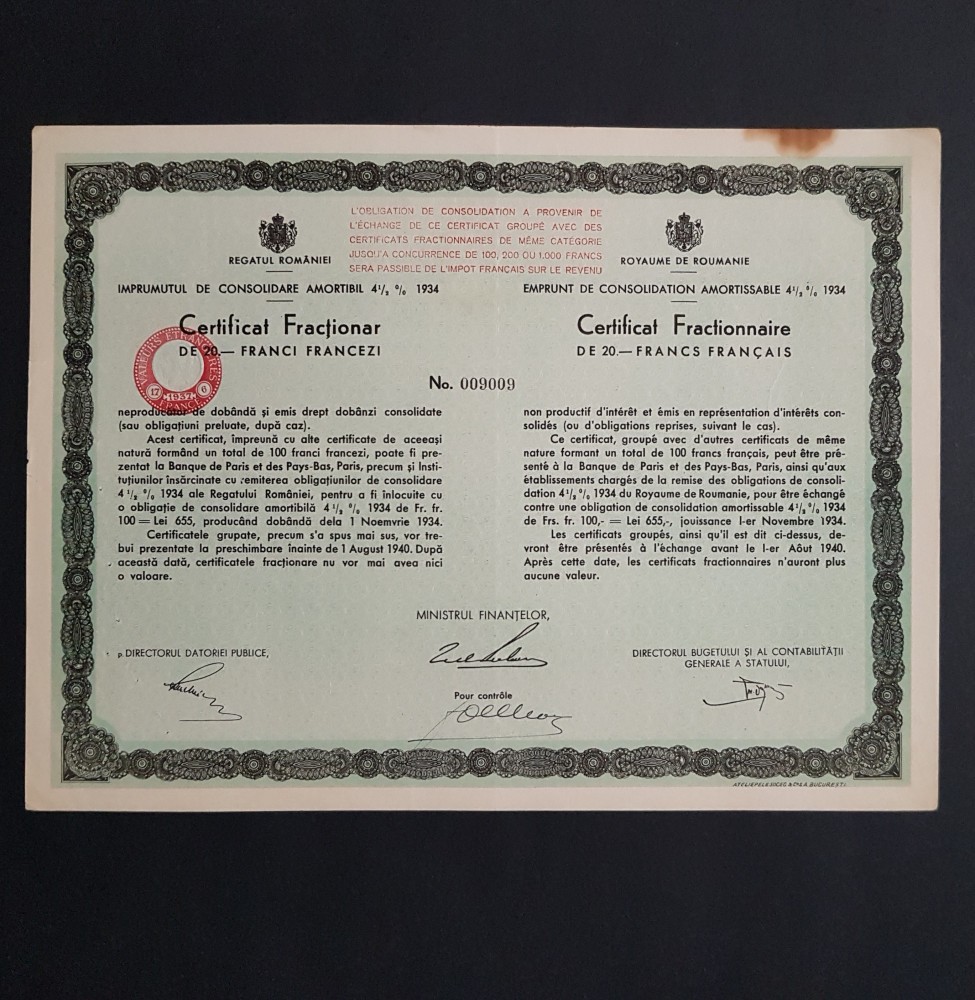 L'OBLIGATION DE CONSOLIDATION A PROVENIR DE
L'ÉCHANGE DE CE CERTIFICAT GROUPÉ AVEC DES
CERTIFICATS FRACTIONNAIRES DE MÊME CATÉGORIE
JUSQU'A CONCURRENCE DE 100, 200 OU 1.000 FRANCS
SERA PASSIBLE DE L'IMPOT FRANÇAIS SUR LE REVENU
REGATUL ROMÂNIEI
IMPRUMUTUL DE CONSOLIDARE AMORTIBIL 4¹/₂ % 1934
Certificat Fracționar
DE 20.— FRANCI FRANCEZI
VALEURS ÉTRANGÈRES
17 1937 6
FRANCE
ROYAUME DE ROUMANIE
EMPRUNT DE CONSOLIDATION AMORTISSABLE 4¹/₂ % 1934
Certificat Fractionnaire
DE 20.— FRANCS FRANÇAIS
No. 009009
neproducător de dobândă și emis drept dobânzi consolidate
(sau obligațiuni preluate, după caz).
Acest certificat, împreună cu alte certificate de aceeași
natură formând un total de 100 franci francezi, poate fi pre-
zentat la Banque de Paris et des Pays-Bas, Paris, precum și Insti-
tuțiunilor însărcinate cu remiterea obligațiunilor de consolidare
4¹/₂ % 1934 ale Regatului României, pentru a fi înlocuite cu
o obligație de consolidare amortibilă 4¹/₂ % 1934 de Fr. fr.
100 = Lei 655, producând dobândă dela 1 Noemvrie 1934.
Certificatele grupate, precum s'a spus mai sus, vor tre-
bui prezentate la preschimbare înainte de 1 August 1940. După
această dată, certificatele fracționare nu vor mai avea nici
o valoare.
non productif d'intérêt et émis en représentation d'intérêts con-
solidés (ou d'obligations reprises, suivant le cas).
Ce certificat, groupé avec d'autres certificats de même
nature formant un total de 100 francs français, peut être pré-
senté à la Banque de Paris et des Pays-Bas, Paris, ainsi qu'aux
établissements chargés de la remise des obligations de consoli-
dation 4¹/₂ % 1934 du Royaume de Roumanie, pour être échangé
contre une obligation de consolidation amortissable 4¹/₂ % 1934
de Frs. fr. 100,- = Lei 655,-, jouissance 1-er Novembre 1934.
Les certificats groupés, ainsi qu'il est dit ci-dessus, de-
vront être présentés à l'échange avant le 1-er Aôut 1940.
Après cette date, les certificats fractionnaires n'auront plus
aucune valeur.
MINISTRUL FINANȚELOR,
p. DIRECTORUL DATORIEI PUBLICE,
DIRECTORUL BUGETULUI ȘI AL CONTABILITĂȚII
GENERALE A STATULUI,
Pour contrôle
ATELIERELE SOCEC & Co S.A. BUCUREȘTI